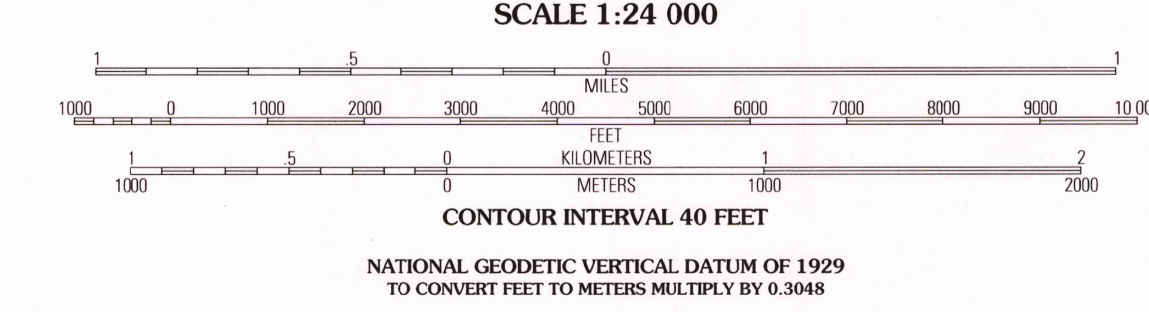 SCALE 1:24 000
1 .5 0 1
MILES
1000 0 1000 2000 3000 4000 5000 6000 7000 8000 9000 10 00
FEET
1 .5 0 KILOMETERS 1 2
1000 0 METERS 1000 2000
CONTOUR INTERVAL 40 FEET
NATIONAL GEODETIC VERTICAL DATUM OF 1929
TO CONVERT FEET TO METERS MULTIPLY BY 0.3048